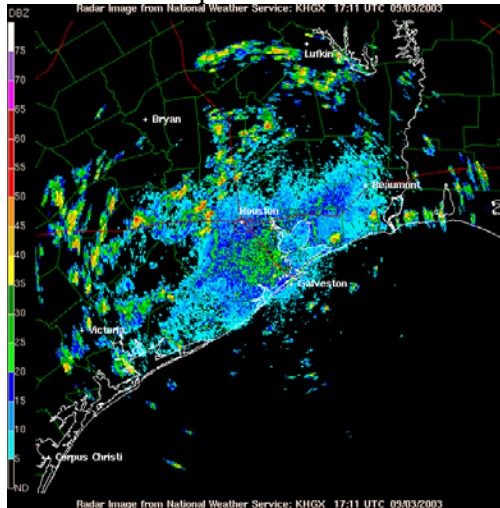 Radar Image from National Weather Service: KHGX 17:11 UTC 09/03/2003
DBZ
75
70
65
60
55
50
45
40
35
30
25
20
15
10
5
ND
Lufkin
Bryan
Beaumont
Houston
Galveston
Victoria
Corpus Christi
Radar Image from National Weather Service: KHGX 17:11 UTC 09/03/2003